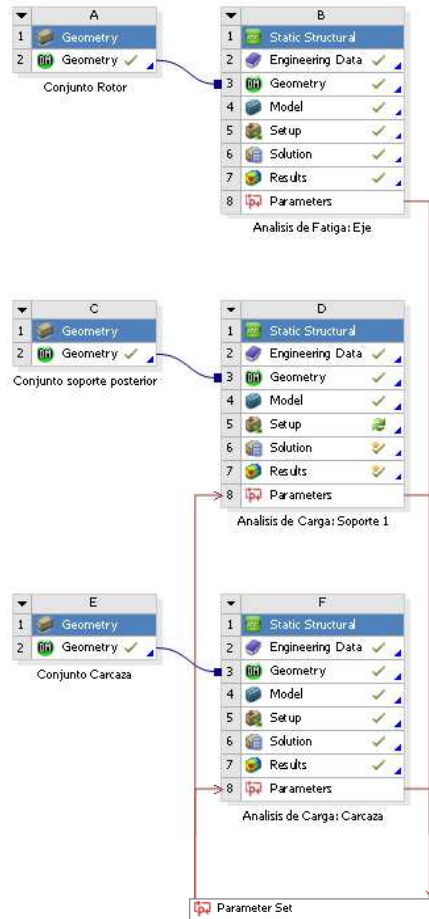 A
1 Geometry
2 Geometry
Conjunto Rotor
B
1 Static Structural
2 Engineering Data
3 Geometry
4 Model
5 Setup
6 Solution
7 Results
8 Parameters
Analisis de Fatiga: Eje
C
1 Geometry
2 Geometry
Conjunto soporte posterior
D
1 Static Structural
2 Engineering Data
3 Geometry
4 Model
5 Setup
6 Solution
7 Results
8 Parameters
Analisis de Carga: Soporte 1
E
1 Geometry
2 Geometry
Conjunto Carcaza
F
1 Static Structural
2 Engineering Data
3 Geometry
4 Model
5 Setup
6 Solution
7 Results
8 Parameters
Analisis de Carga: Carcaza
Parameter Set